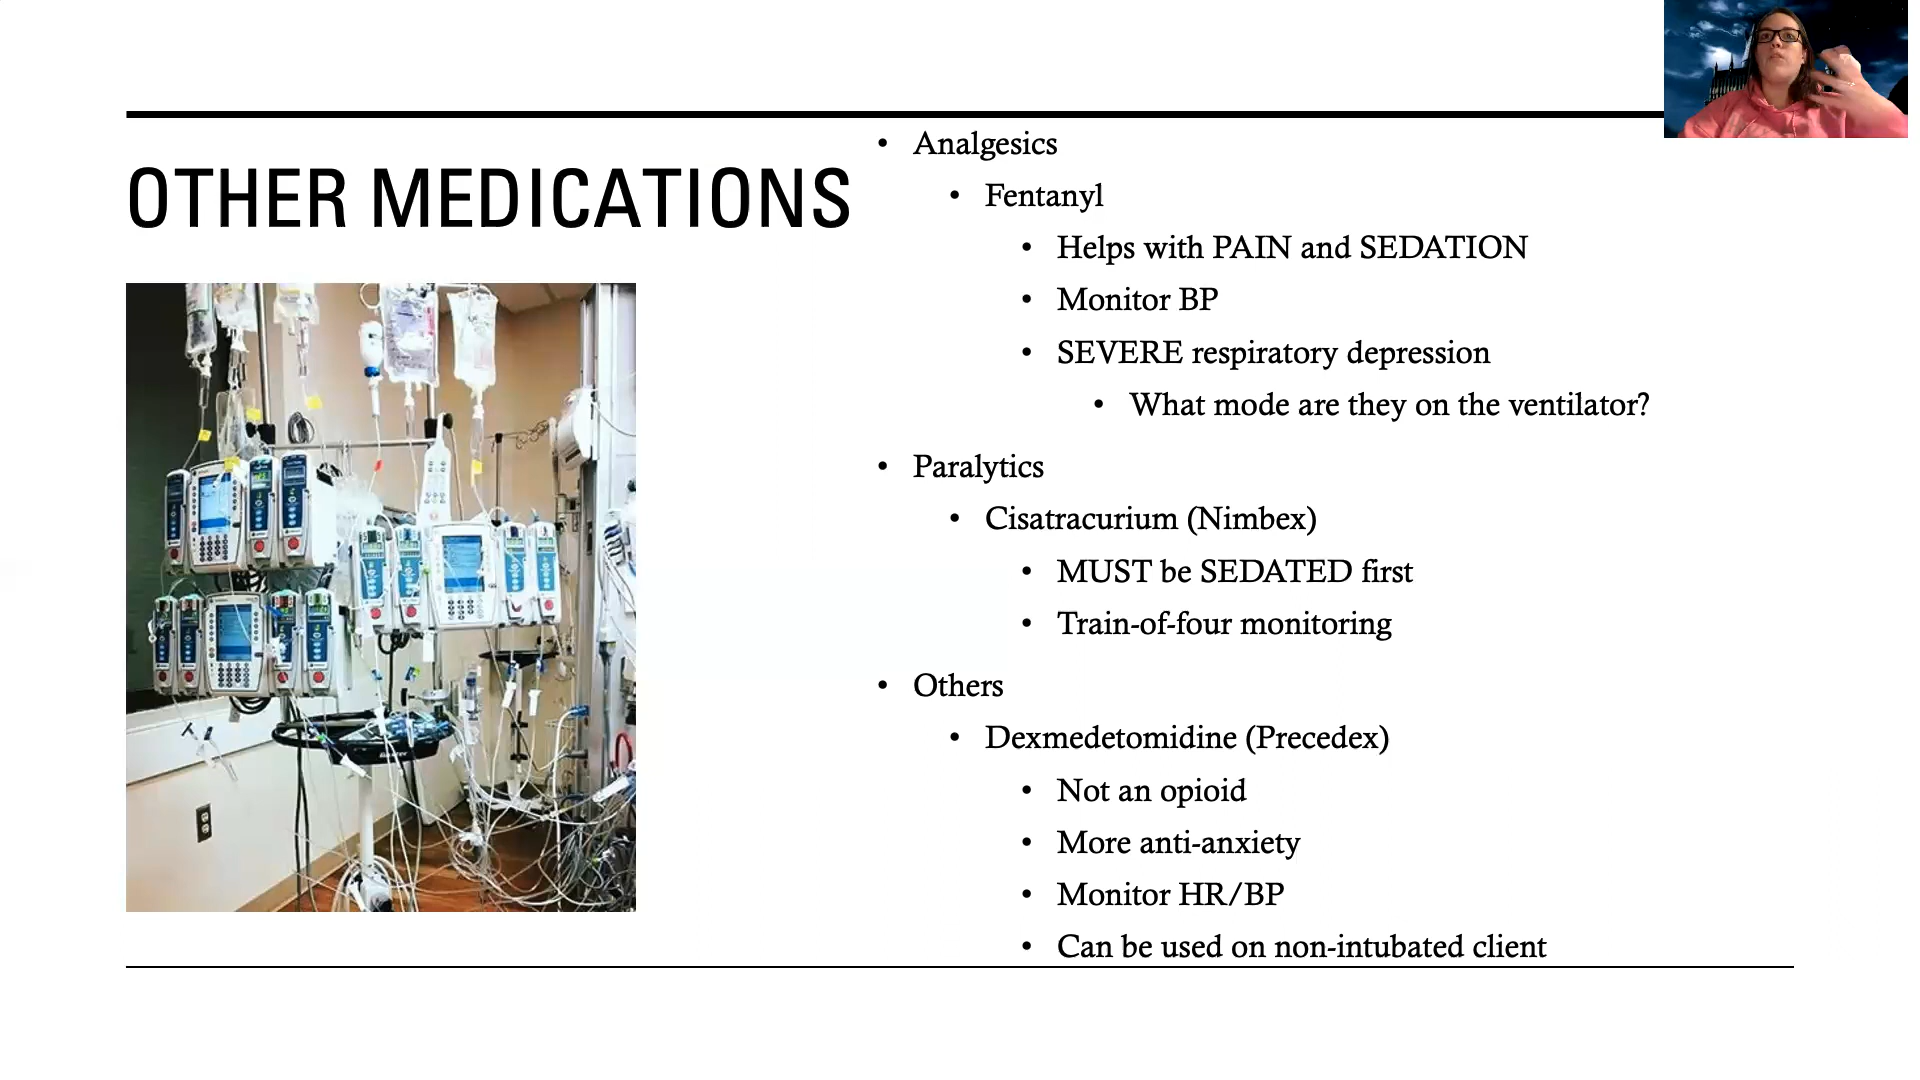 OTHER MEDICATIONS
• Analgesics
• Fentanyl
• Helps with PAIN and SEDATION
• Monitor BP
• SEVERE respiratory depression
• What mode are they on the ventilator?
• Paralytics
• Cisatracurium (Nimbex)
• MUST be SEDATED first
• Train-of-four monitoring
• Others
• Dexmedetomidine (Precedex)
• Not an opioid
• More anti-anxiety
• Monitor HR/BP
• Can be used on non-intubated client